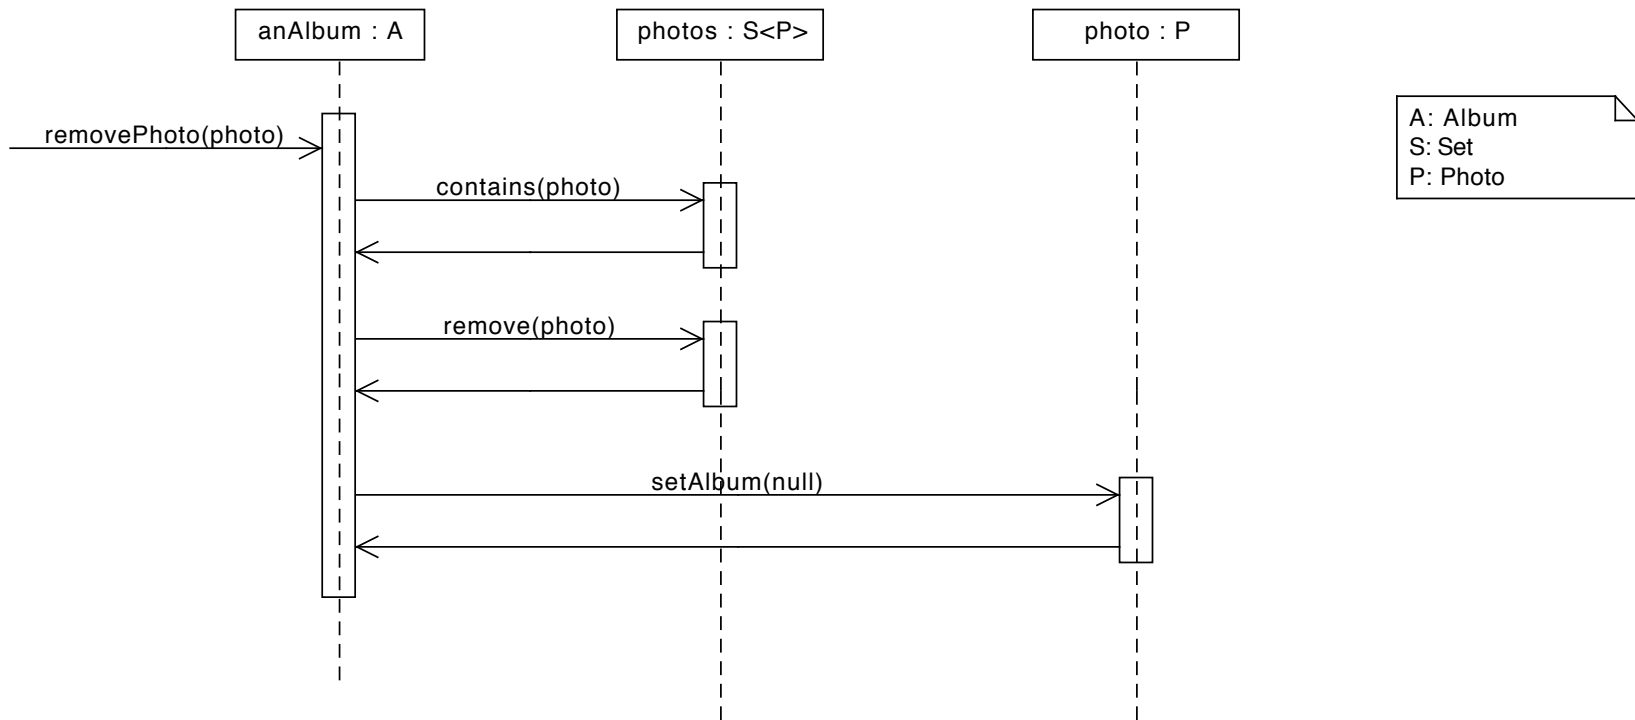 anAlbum : A
photos : S<P>
photo : P
A: Album
S: Set
P: Photo
removePhoto(photo)
contains(photo)
remove(photo)
setAlbum(null)